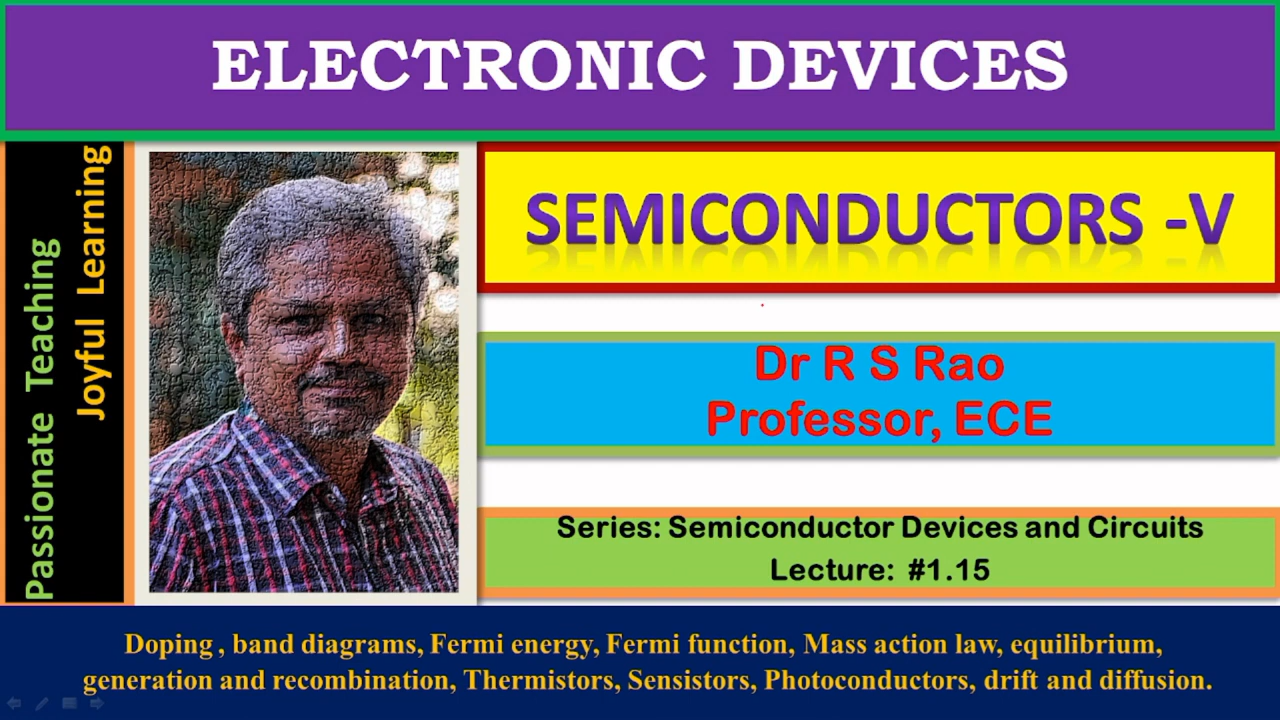 ELECTRONIC DEVICES
Passionate Teaching
Joyful Learning
SEMICONDUCTORS -V
Dr R S Rao
Professor, ECE
Series: Semiconductor Devices and Circuits
Lecture: #1.15
Doping , band diagrams, Fermi energy, Fermi function, Mass action law, equilibrium,
generation and recombination, Thermistors, Sensistors, Photoconductors, drift and diffusion.